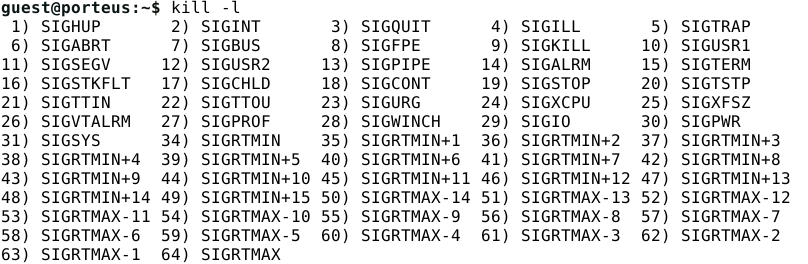 guest@porteus:~$ kill -l
 1) SIGHUP       2) SIGINT       3) SIGQUIT      4) SIGILL       5) SIGTRAP
 6) SIGABRT      7) SIGBUS       8) SIGFPE       9) SIGKILL     10) SIGUSR1
11) SIGSEGV     12) SIGUSR2     13) SIGPIPE     14) SIGALRM     15) SIGTERM
16) SIGSTKFLT   17) SIGCHLD     18) SIGCONT     19) SIGSTOP     20) SIGTSTP
21) SIGTTIN     22) SIGTTOU     23) SIGURG      24) SIGXCPU     25) SIGXFSZ
26) SIGVTALRM   27) SIGPROF     28) SIGWINCH    29) SIGIO       30) SIGPWR
31) SIGSYS      34) SIGRTMIN    35) SIGRTMIN+1  36) SIGRTMIN+2  37) SIGRTMIN+3
38) SIGRTMIN+4  39) SIGRTMIN+5  40) SIGRTMIN+6  41) SIGRTMIN+7  42) SIGRTMIN+8
43) SIGRTMIN+9  44) SIGRTMIN+10 45) SIGRTMIN+11 46) SIGRTMIN+12 47) SIGRTMIN+13
48) SIGRTMIN+14 49) SIGRTMIN+15 50) SIGRTMAX-14 51) SIGRTMAX-13 52) SIGRTMAX-12
53) SIGRTMAX-11 54) SIGRTMAX-10 55) SIGRTMAX-9  56) SIGRTMAX-8  57) SIGRTMAX-7
58) SIGRTMAX-6  59) SIGRTMAX-5  60) SIGRTMAX-4  61) SIGRTMAX-3  62) SIGRTMAX-2
63) SIGRTMAX-1  64) SIGRTMAX